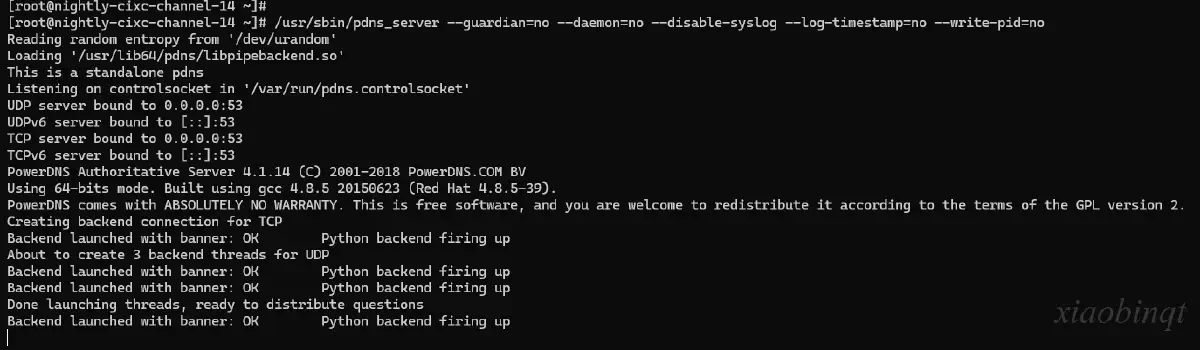 [root@nightly-cixc-channel-14 ~]#
[root@nightly-cixc-channel-14 ~]# /usr/sbin/pdns_server --guardian=no --daemon=no --disable-syslog --log-timestamp=no --write-pid=no
Reading random entropy from '/dev/urandom'
Loading '/usr/lib64/pdns/libpipebackend.so'
This is a standalone pdns
Listening on controlsocket in '/var/run/pdns.controlsocket'
UDP server bound to 0.0.0.0:53
UDPv6 server bound to [::]:53
TCP server bound to 0.0.0.0:53
TCPv6 server bound to [::]:53
PowerDNS Authoritative Server 4.1.14 (C) 2001-2018 PowerDNS.COM BV
Using 64-bits mode. Built using gcc 4.8.5 20150623 (Red Hat 4.8.5-39).
PowerDNS comes with ABSOLUTELY NO WARRANTY. This is free software, and you are welcome to redistribute it according to the terms of the GPL version 2.
Creating backend connection for TCP
Backend launched with banner: OK        Python backend firing up
About to create 3 backend threads for UDP
Backend launched with banner: OK        Python backend firing up
Backend launched with banner: OK        Python backend firing up
Done launching threads, ready to distribute questions
Backend launched with banner: OK        Python backend firing up
xiaobinqt